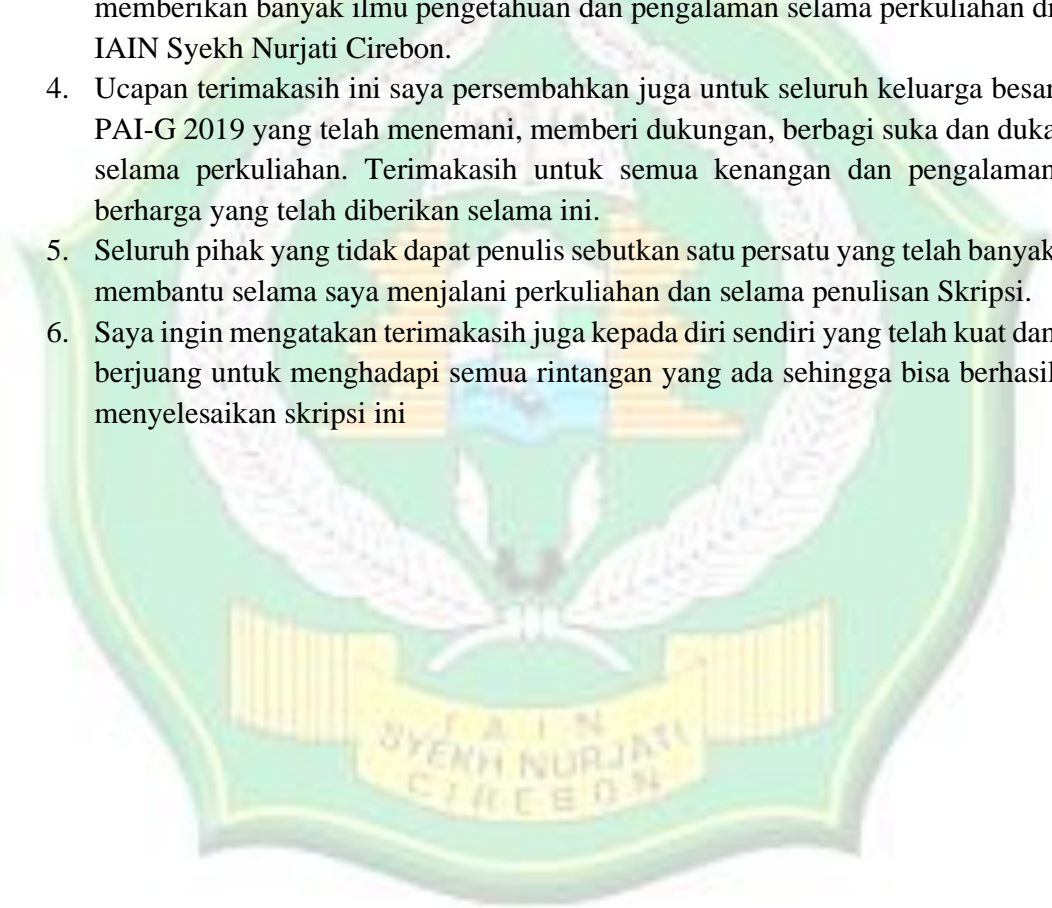 memberikan banyak ilmu pengetahuan dan pengalaman selama perkuliahan di
IAIN Syekh Nurjati Cirebon.
4. Ucapan terimakasih ini saya persembahkan juga untuk seluruh keluarga besar
PAI-G 2019 yang telah menemani, memberi dukungan, berbagi suka dan duka
selama perkuliahan. Terimakasih untuk semua kenangan dan pengalaman
berharga yang telah diberikan selama ini.
5. Seluruh pihak yang tidak dapat penulis sebutkan satu persatu yang telah banyak
membantu selama saya menjalani perkuliahan dan selama penulisan Skripsi.
6. Saya ingin mengatakan terimakasih juga kepada diri sendiri yang telah kuat dan
berjuang untuk menghadapi semua rintangan yang ada sehingga bisa berhasil
menyelesaikan skripsi ini
IAIN
SYEKH NURJATI
CIREBON